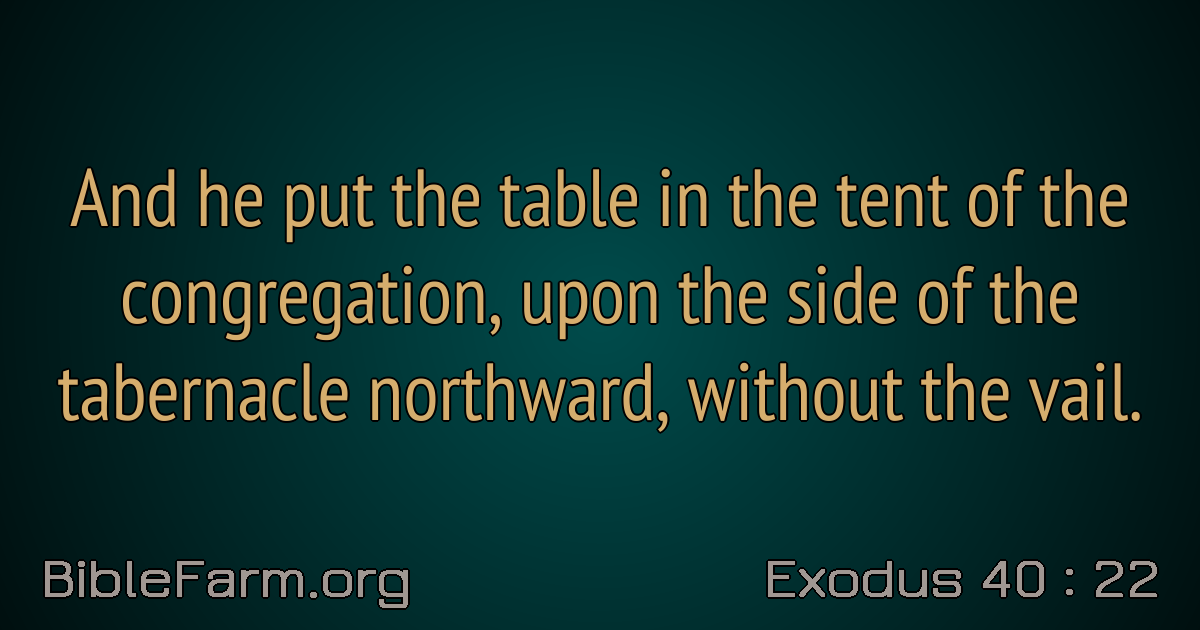 And he put the table in the tent of the
congregation, upon the side of the
tabernacle northward, without the vail.
BibleFarm.org
Exodus 40 : 22